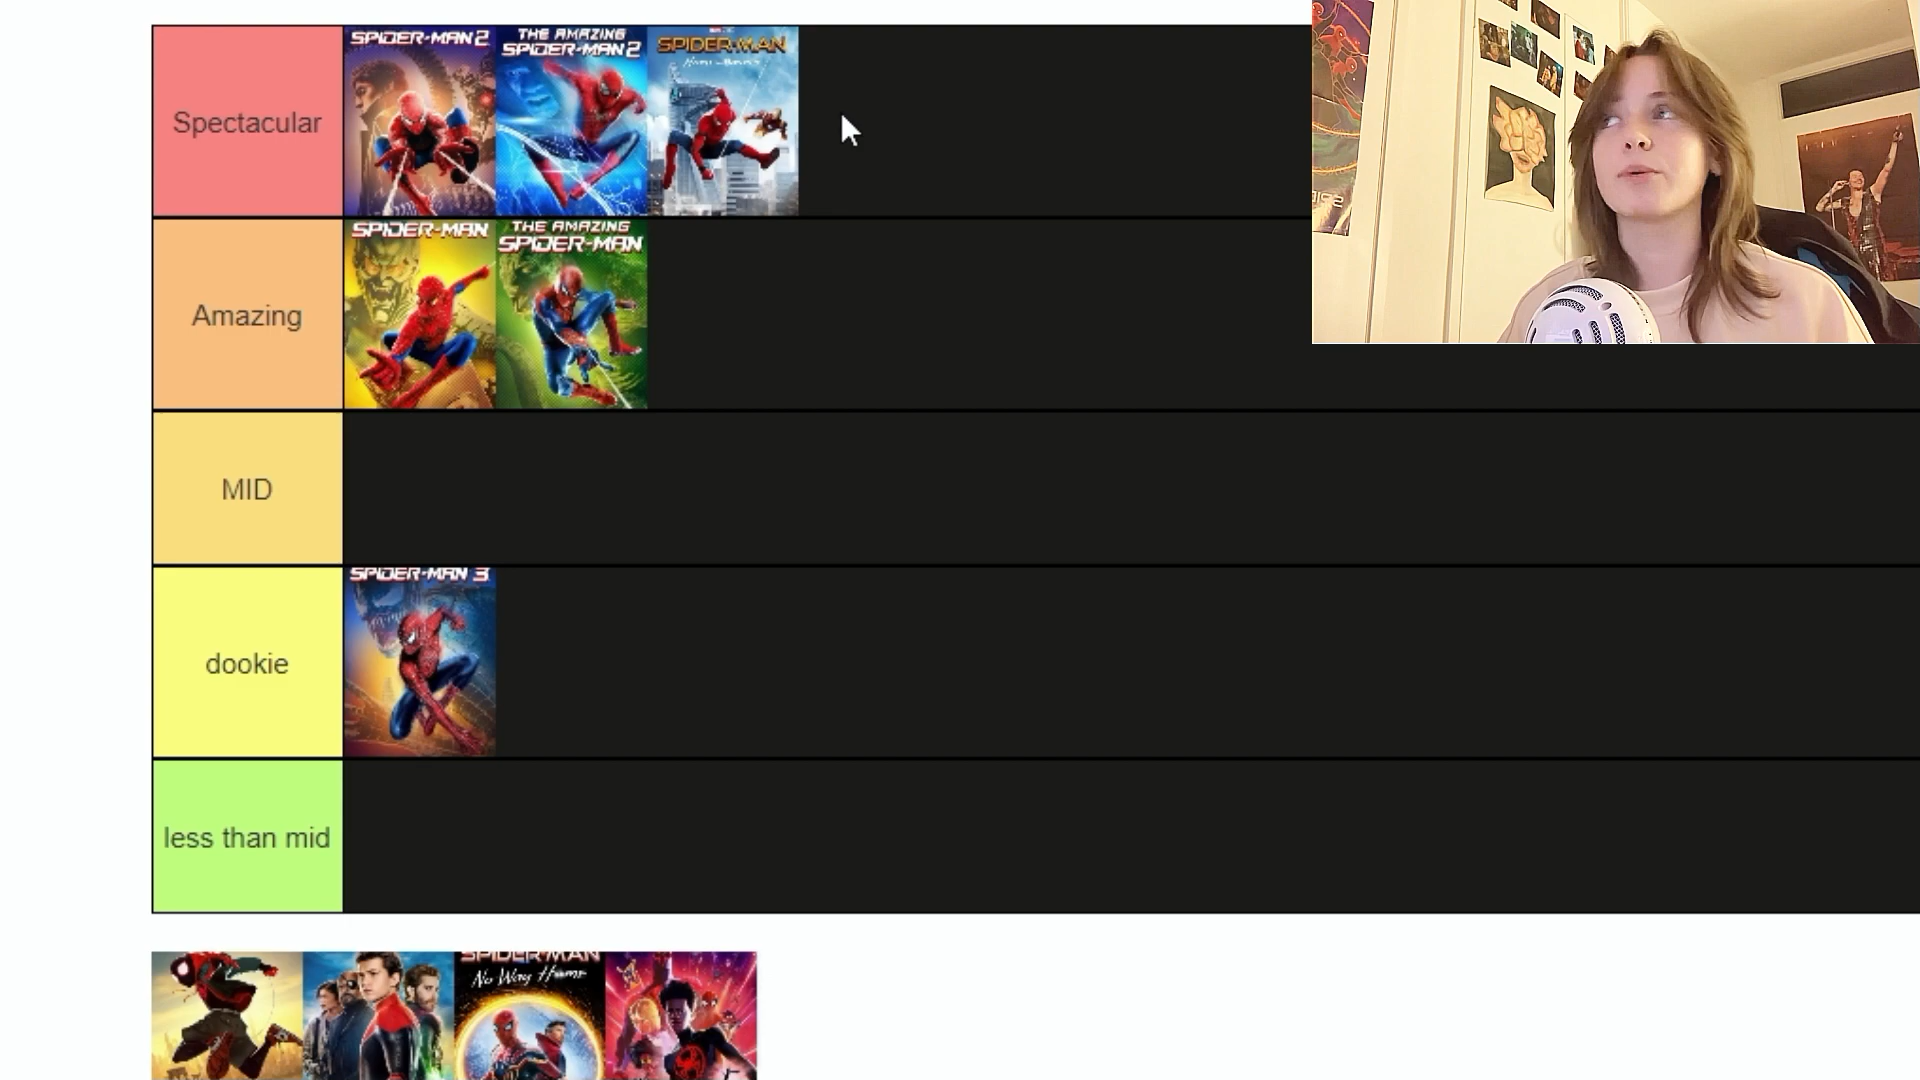 Spectacular
SPIDER-MAN 2
THE AMAZING
SPIDER-MAN 2
SPIDER-MAN
Amazing
SPIDER-MAN
THE AMAZING
SPIDER-MAN
MID
dookie
SPIDER-MAN 3
less than mid
SPIDER-MAN
No Way Home